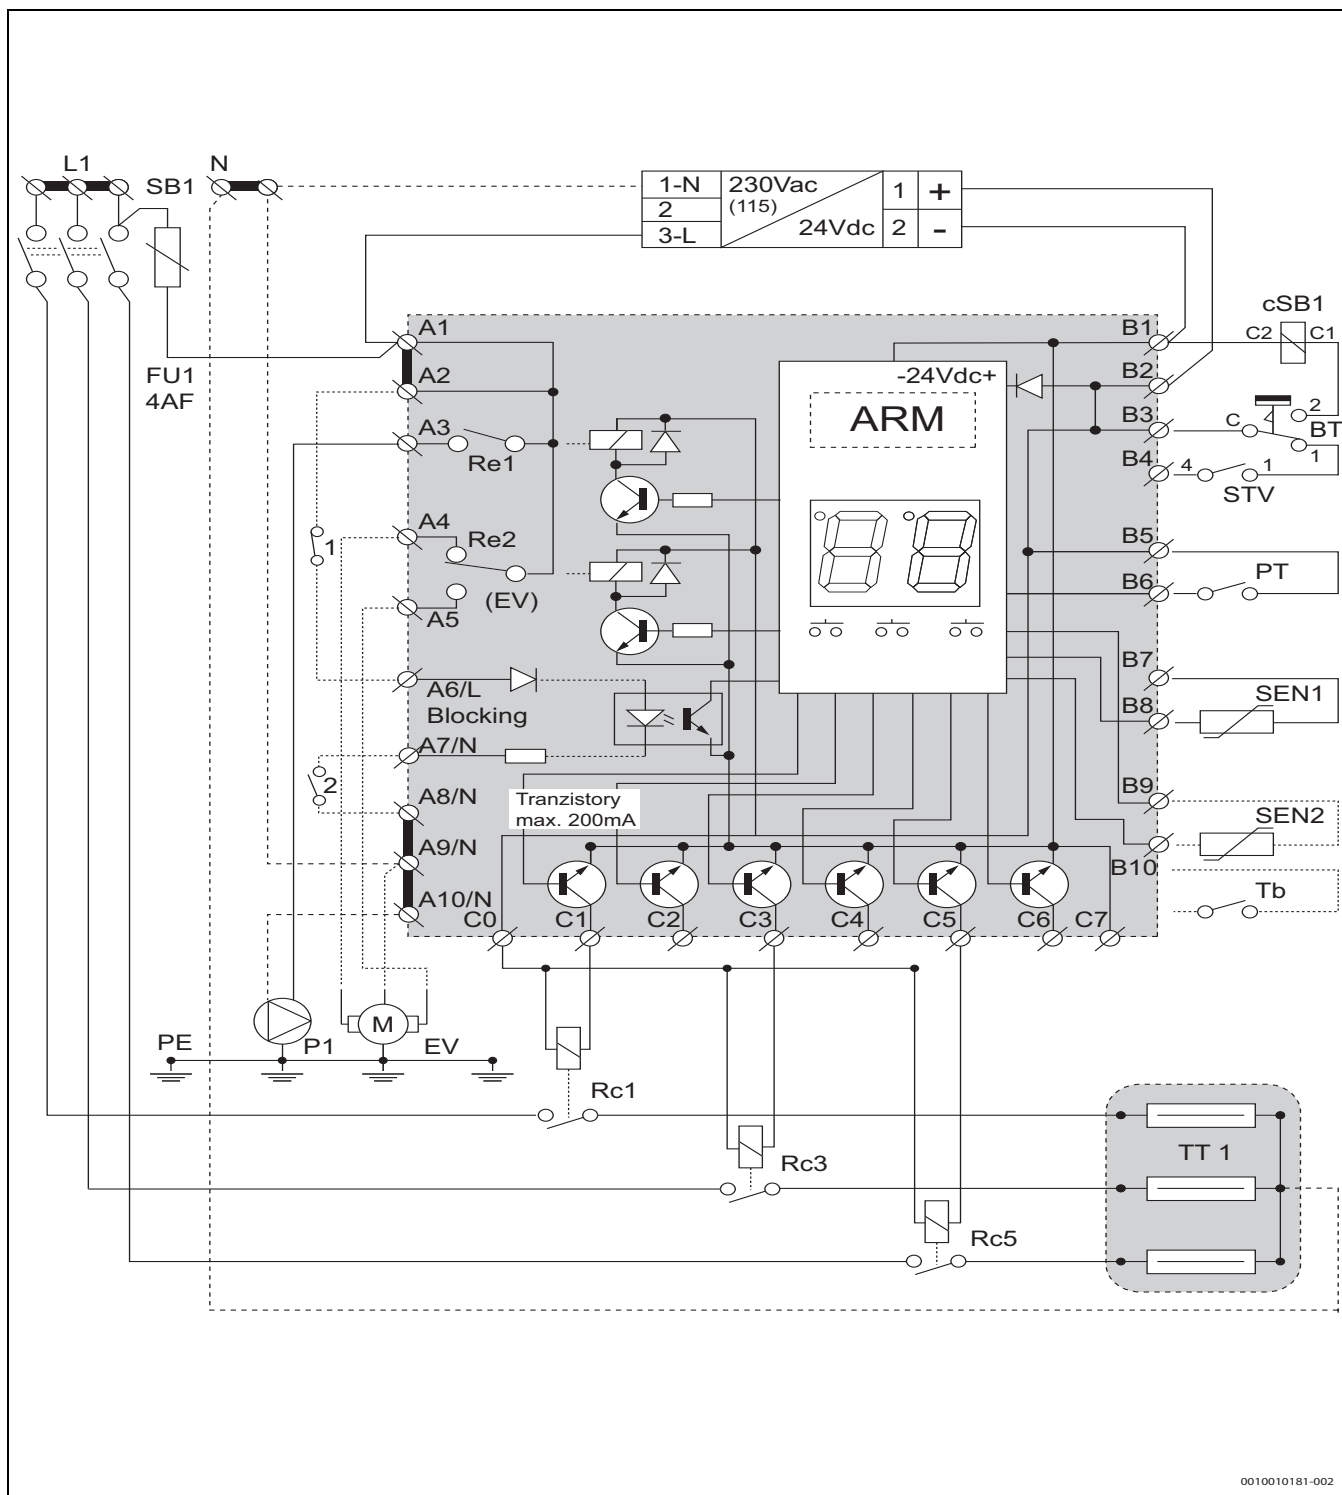 L1
SB1
N
1-N
2
3-L
230Vac
(115)
24Vdc
1
+
2
-
FU1
4AF
A1
A2
A3
Re1
A4
Re2
(EV)
A5
1
A6/L
Blocking
A7/N
2
A8/N
A9/N
A10/N
-24Vdc+
ARM
Tranzistory
max. 200mA
B1
B2
B3
B4
B5
B6
B7
B8
B9
B10
cSB1
C2
C1
C
2
BT
1
4
1
STV
PT
SEN1
SEN2
Tb
C0
C1
C2
C3
C4
C5
C6
C7
PE
P1
M
EV
Rc1
Rc3
Rc5
TT 1
0010010181-002